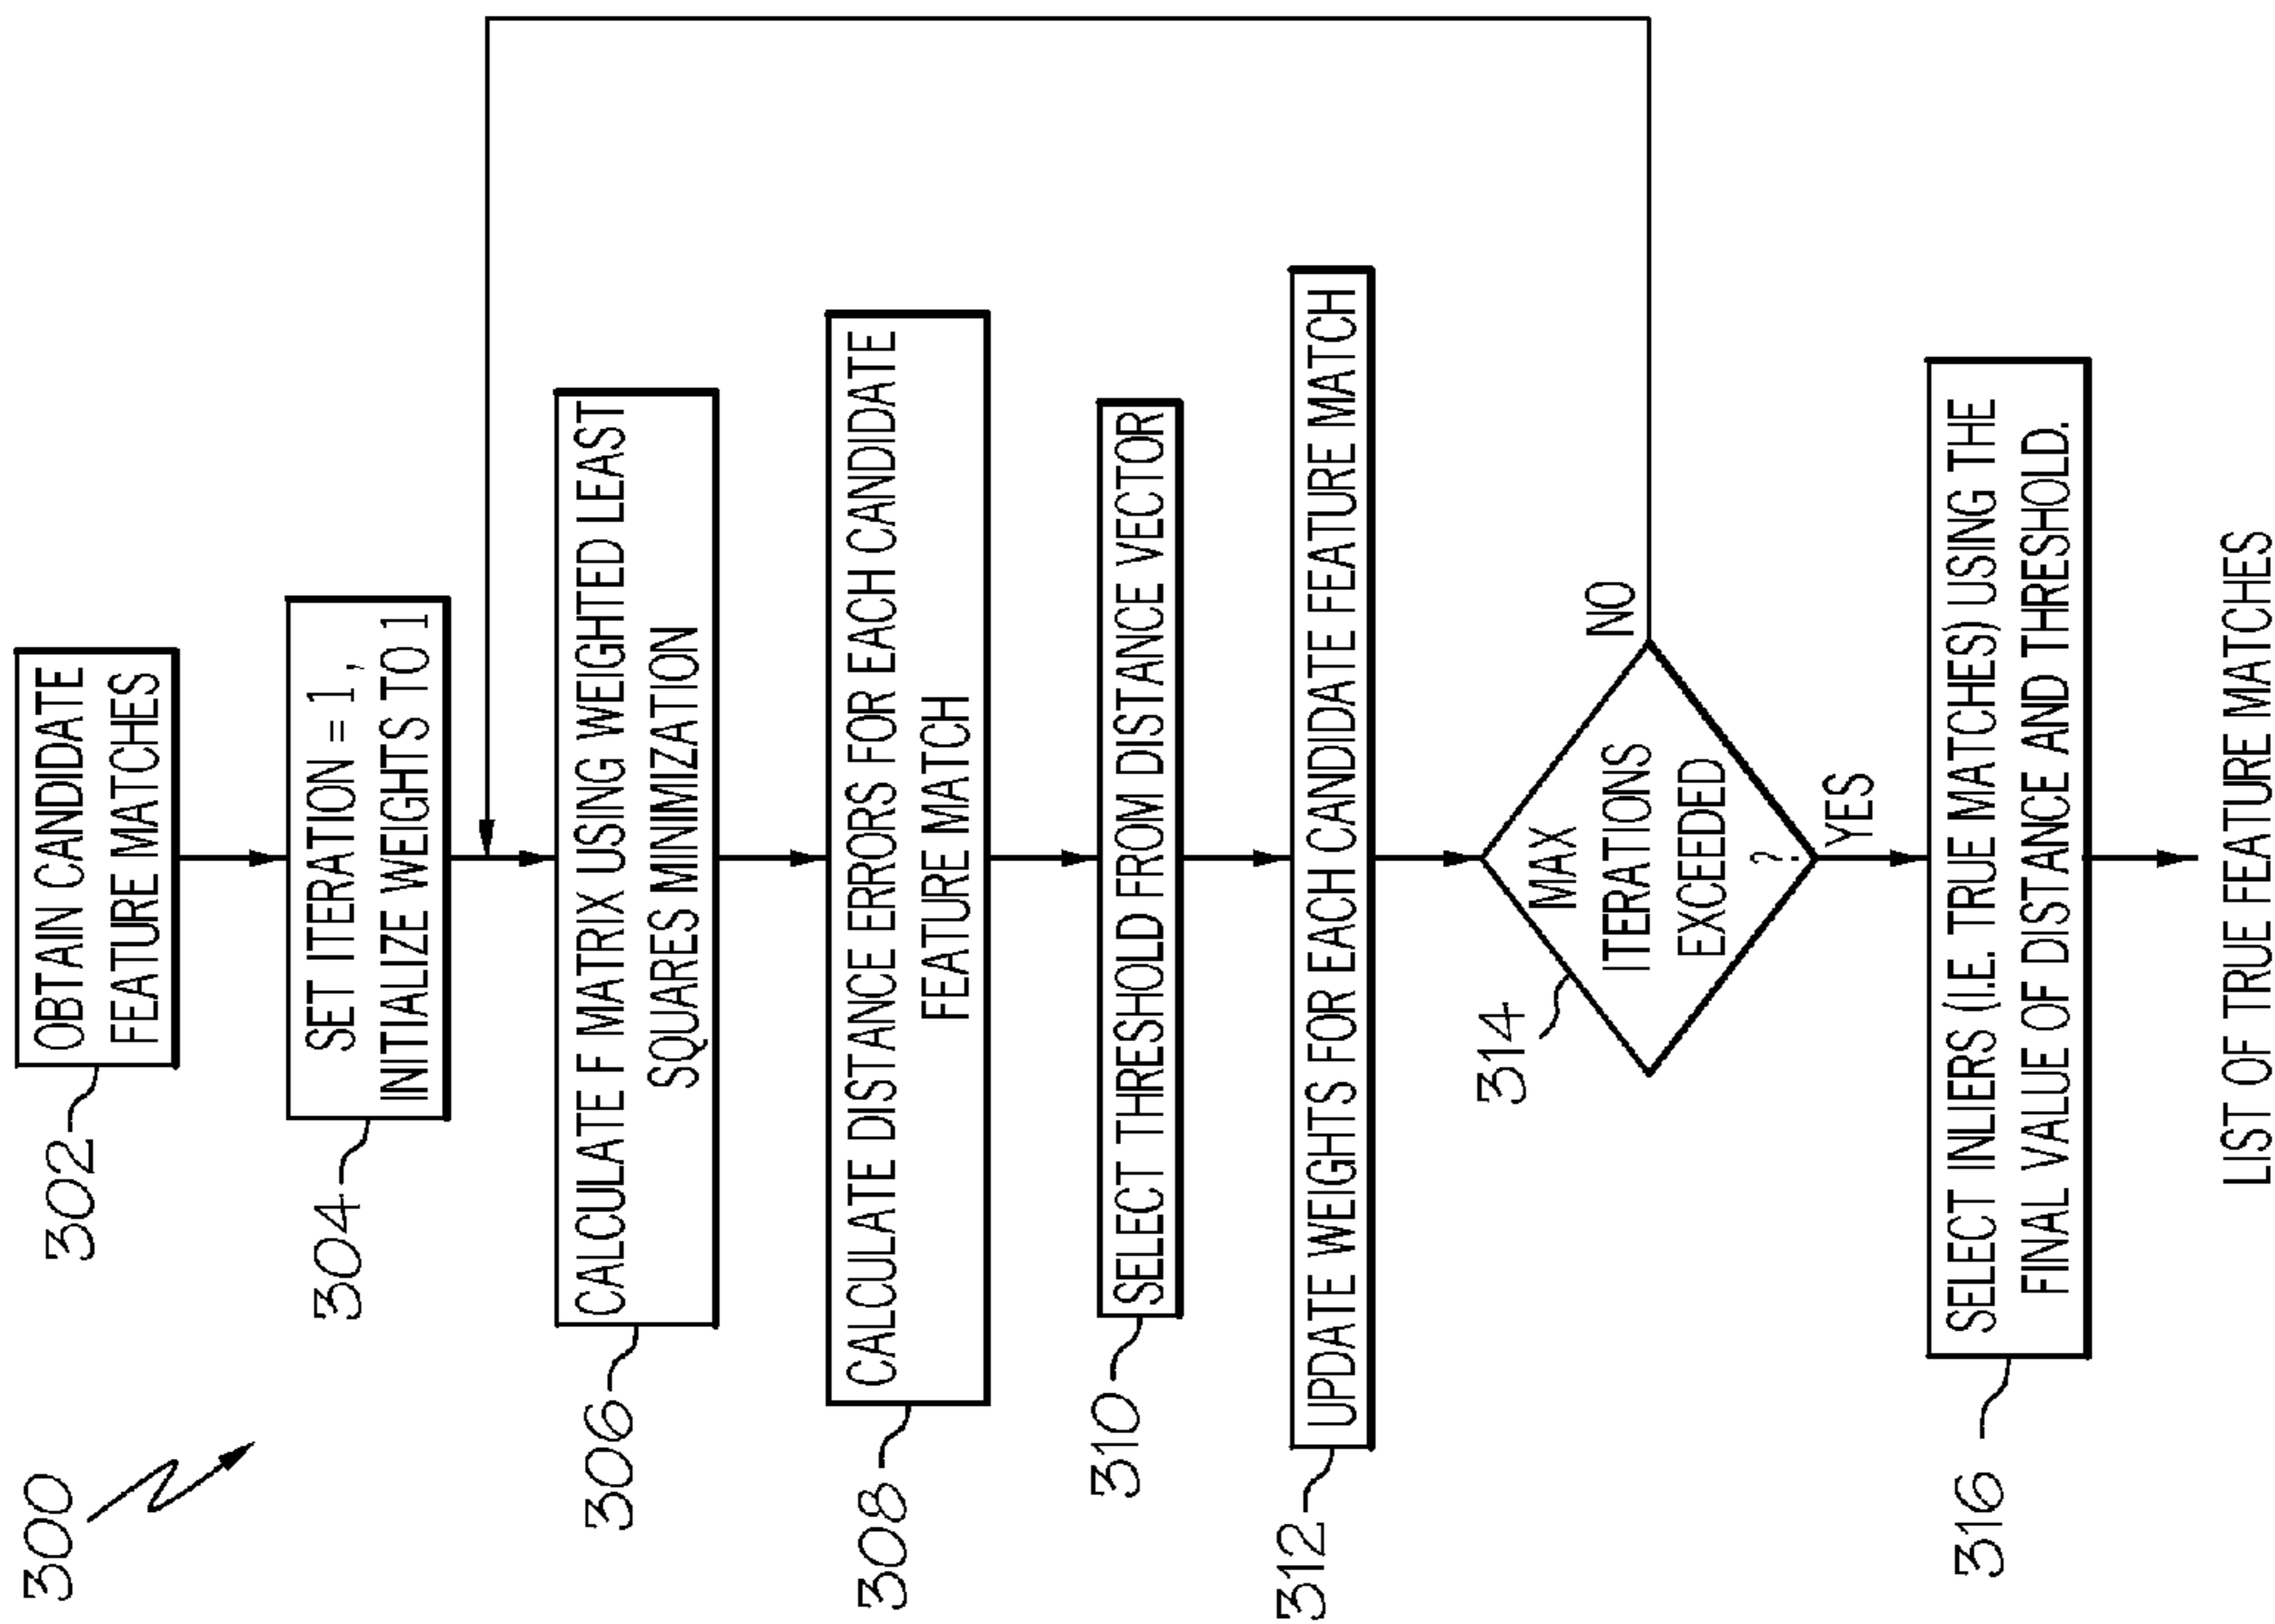 300
302
OBTAIN CANDIDATE
FEATURE MATCHES
304
SET ITERATION = 1,
INITIALIZE WEIGHTS TO 1
306
CALCULATE F MATRIX USING WEIGHTED LEAST
SQUARES MINIMIZATION
308
CALCULATE DISTANCE ERRORS FOR EACH CANDIDATE
FEATURE MATCH
310
SELECT THRESHOLD FROM DISTANCE VECTOR
312
UPDATE WEIGHTS FOR EACH CANDIDATE FEATURE MATCH
314
MAX
ITERATIONS
EXCEEDED
?
NO
YES
316
SELECT INLIERS (I.E. TRUE MATCHES) USING THE
FINAL VALUE OF DISTANCE AND THRESHOLD.
LIST OF TRUE FEATURE MATCHES